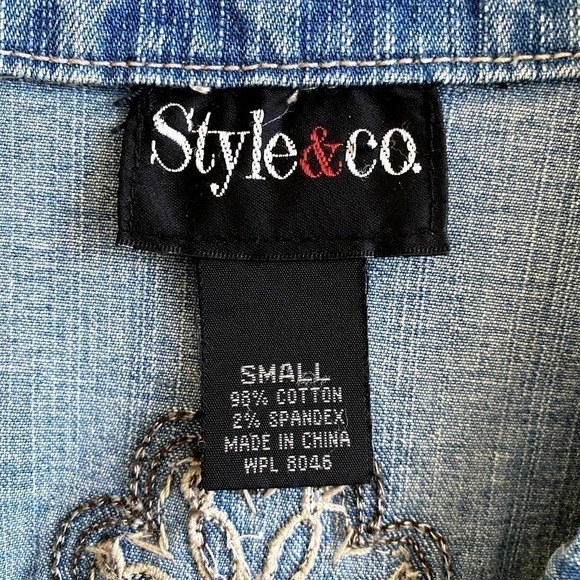 Style&co.
SMALL
98% COTTON
2% SPANDEX
MADE IN CHINA
WPL 8046